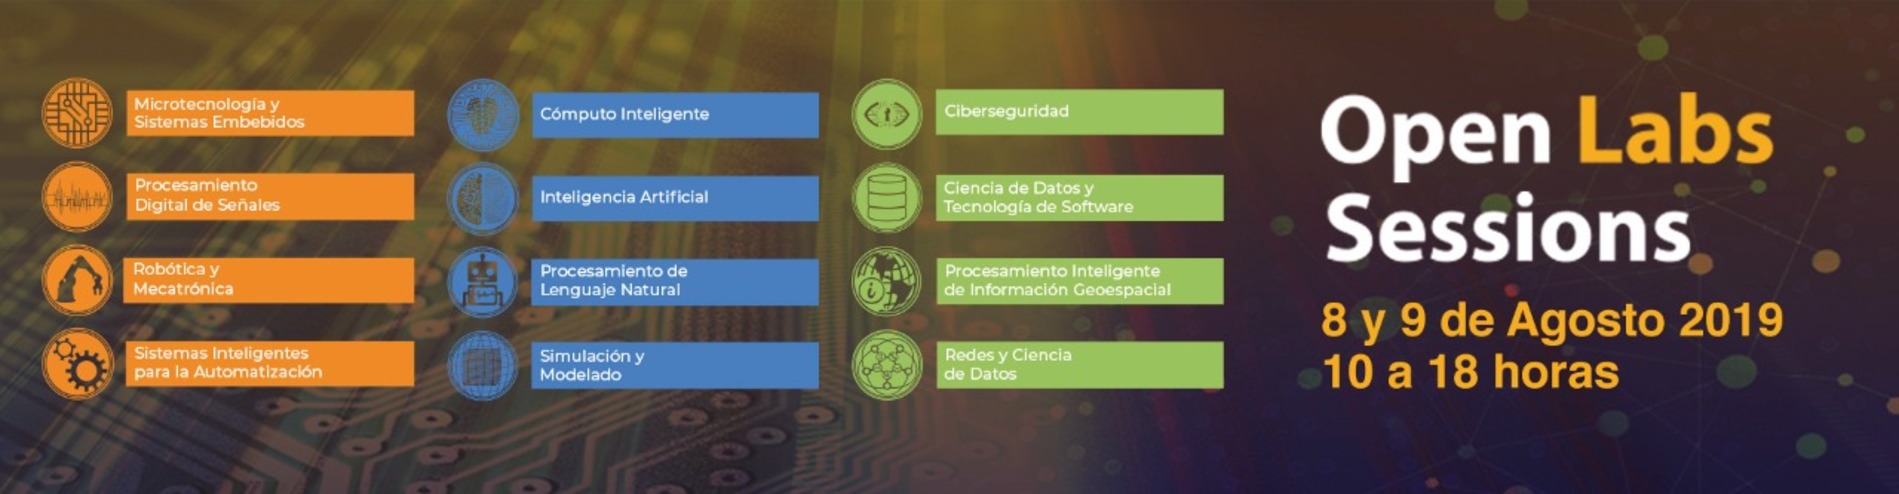 Microtecnología y
Sistemas Embebidos
Procesamiento
Digital de Señales
Robótica y
Mecatrónica
Sistemas Inteligentes
para la Automatización
Cómputo Inteligente
Inteligencia Artificial
Procesamiento de
Lenguaje Natural
Simulación y
Modelado
Ciberseguridad
Ciencia de Datos y
Tecnología de Software
Procesamiento Inteligente
de Información Geoespacial
Redes y Ciencia
de Datos
Open Labs
Sessions
8 y 9 de Agosto 2019
10 a 18 horas